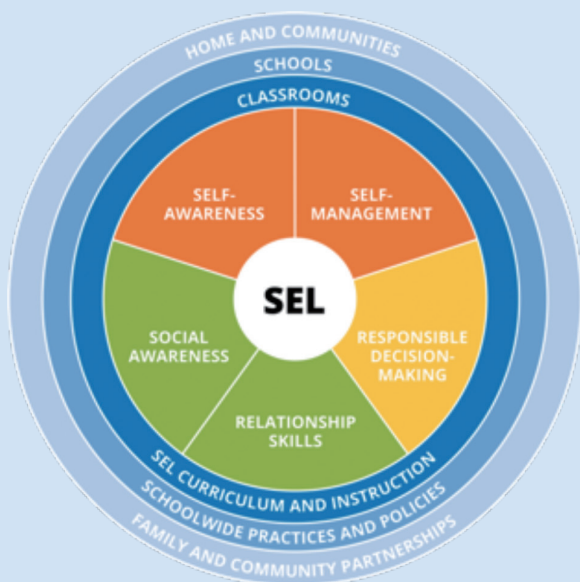 HOME AND COMMUNITIES
SCHOOLS
CLASSROOMS
SELF-
AWARENESS
SELF-
MANAGEMENT
SEL
SOCIAL
AWARENESS
RESPONSIBLE
DECISION-
MAKING
RELATIONSHIP
SKILLS
SEL CURRICULUM AND INSTRUCTION
SCHOOLWIDE PRACTICES AND POLICIES
FAMILY AND COMMUNITY PARTNERSHIPS